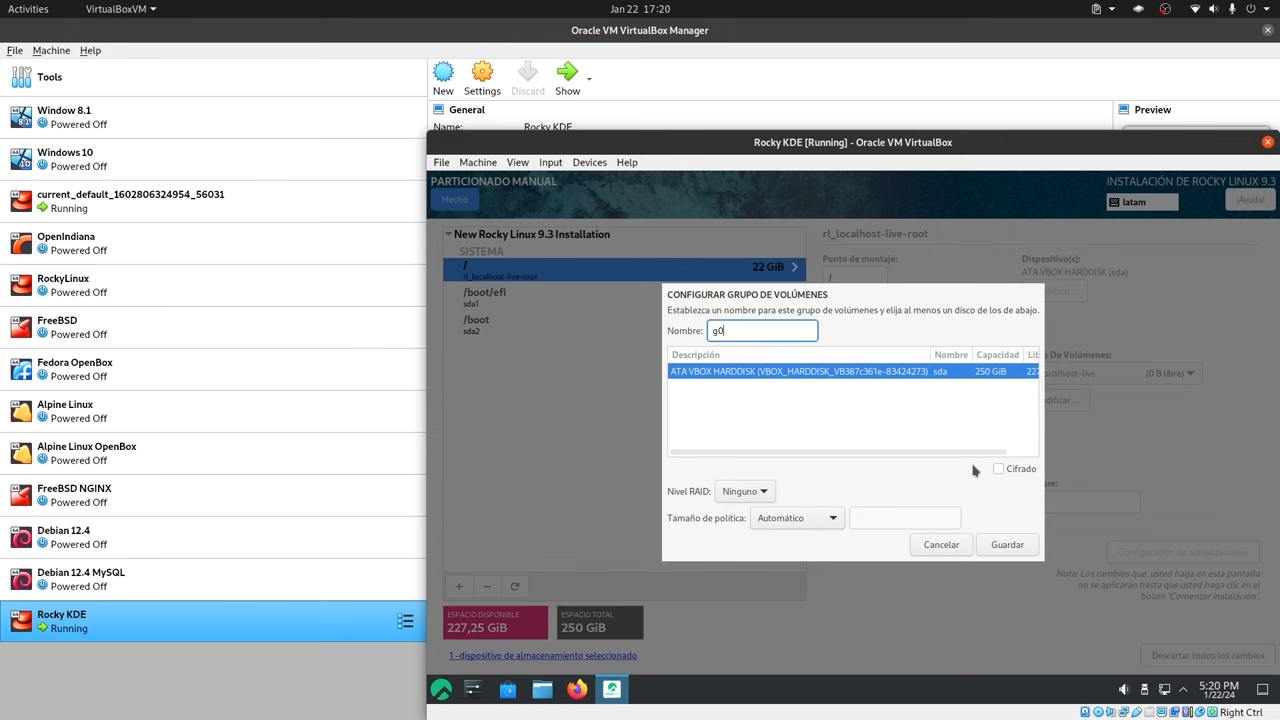 Activities
VirtualBoxVM
Jan 22 17:20
Oracle VM VirtualBox Manager
File Machine Help
Tools
New Settings Discard Show
General
Name: Rocky KDE
Preview
Window 8.1
Powered Off
Windows 10
Powered Off
current_default_1602806324954_56031
Running
OpenIndiana
Powered Off
RockyLinux
Powered Off
FreeBSD
Powered Off
Fedora OpenBox
Powered Off
Alpine Linux
Powered Off
Alpine Linux OpenBox
Powered Off
FreeBSD NGINX
Powered Off
Debian 12.4
Powered Off
Debian 12.4 MySQL
Powered Off
Rocky KDE
Running
Rocky KDE [Running] - Oracle VM VirtualBox
File Machine View Input Devices Help
PARTICIONADO MANUAL
Hecho
INSTALACIÓN DE ROCKY LINUX 9.3
latam
¡Ayuda!
New Rocky Linux 9.3 Installation
SISTEMA
/
rl_localhost-live-root
22 GiB
/boot/efi
sda1
/boot
sda2
rl_localhost-live-root
Punto de montaje:
/
Dispositivo(s):
ATA VBOX HARDDISK (sda)
CONFIGURAR GRUPO DE VOLÚMENES
Establezca un nombre para este grupo de volúmenes y elija al menos un disco de los de abajo.
Nombre: g0
Descripción Nombre Capacidad Lib
ATA VBOX HARDDISK (VBOX_HARDDISK_VB387c361e-83424273) sda 250 GiB 227
Cifrado
Nivel RAID: Ninguno
Tamaño de política: Automático
Cancelar Guardar
De Volúmenes:
(0 B libre)
Configuración de actualizaciones
Nota: Los cambios que usted haga en esta pantalla
no se aplicarán hasta que usted haga clic en el
botón 'Comenzar instalación'.
+ −
ESPACIO DISPONIBLE
227,25 GiB
ESPACIO TOTAL
250 GiB
1 -dispositivo de almacenamiento seleccionado
Descartar todos los cambios
5:20 PM
1/22/24
Right Ctrl